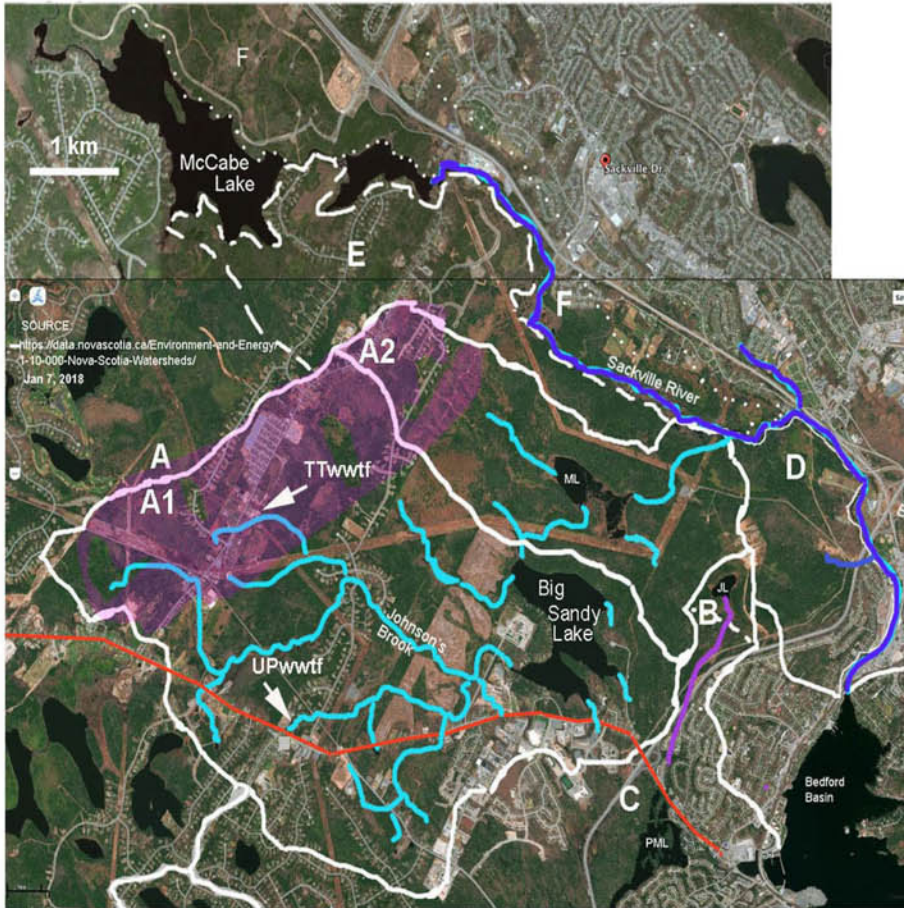 F
1 km
McCabe
Lake
Sackville Dr
E
SOURCE:
https://data.novascotia.ca/Environment-and-Energy/
1-10-000-Nova-Scotia-Watersheds/
Jan 7, 2018
F
A2
Sackville River
A
A1
TTwwtf
ML
D
Big
Sandy
Lake
JL
B
Johnson's
Brook
UPwwtf
C
Bedford
Basin
PML